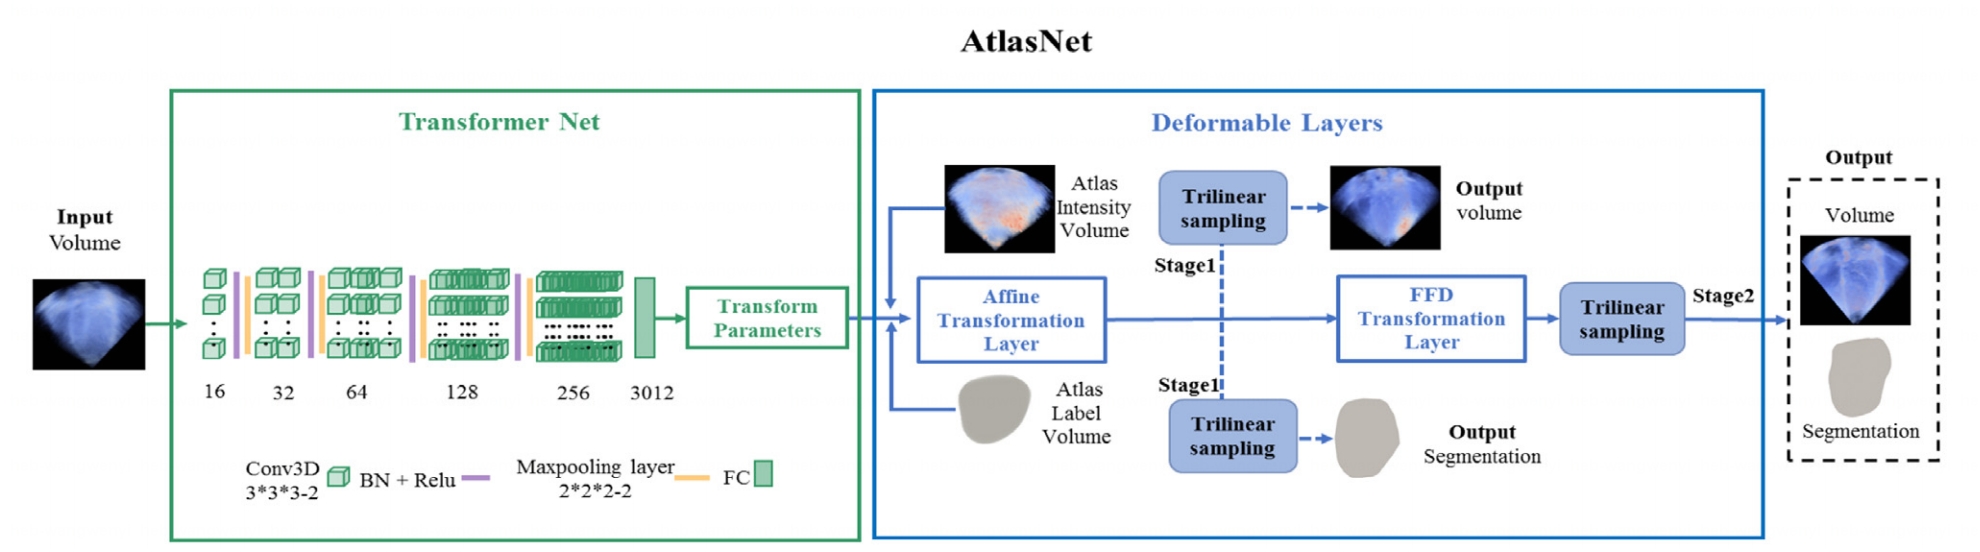 AtlasNet
Input
Volume
Transformer Net
16
32
64
128
256
3012
Transform
Parameters
Conv3D
3*3*3-2
BN + Relu
Maxpooling layer
2*2*2-2
FC
Deformable Layers
Atlas
Intensity
Volume
Trilinear
sampling
Output
volume
Stage1
Affine
Transformation
Layer
FFD
Transformation
Layer
Trilinear
sampling
Stage2
Atlas
Label
Volume
Stage1
Trilinear
sampling
Output
Segmentation
Output
Volume
Segmentation